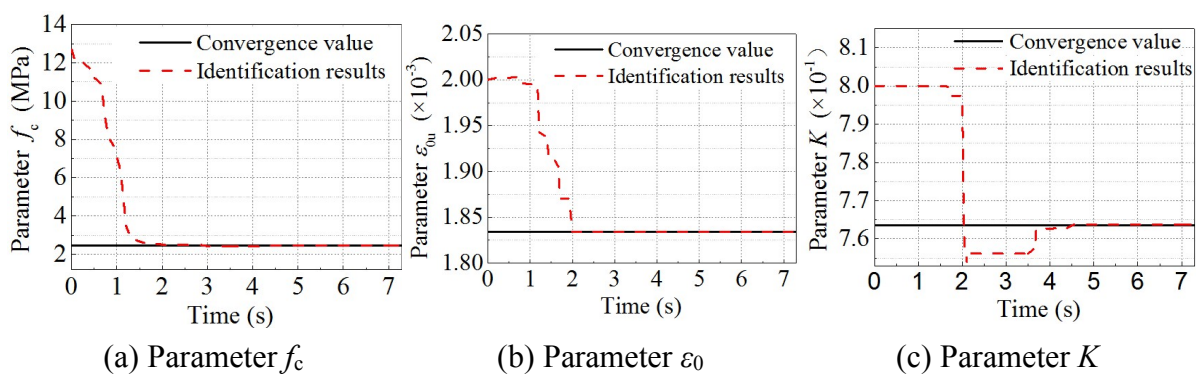 14
12
10
8
6
4
2
Parameter fc (MPa)
Convergence value
Identification results
0 1 2 3 4 5 6 7
Time (s)
(a) Parameter fc
2.05
2.00
1.95
1.90
1.85
1.80
Parameter ε0u (×10-3)
Convergence value
Identification results
0 1 2 3 4 5 6 7
Time (s)
(b) Parameter ε0
8.1
8.0
7.9
7.8
7.7
7.6
Parameter K (×10-1)
Convergence value
Identification results
0 1 2 3 4 5 6 7
Time (s)
(c) Parameter K